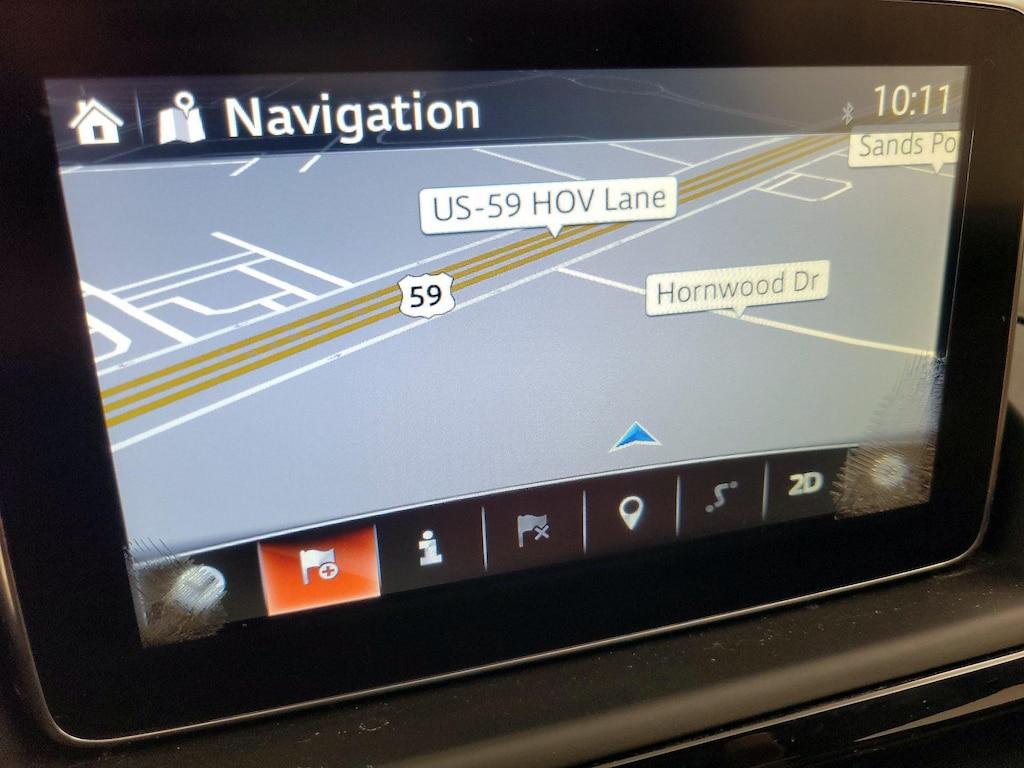 Navigation
10:11
Sands Po
US-59 HOV Lane
59
Hornwood Dr
2D